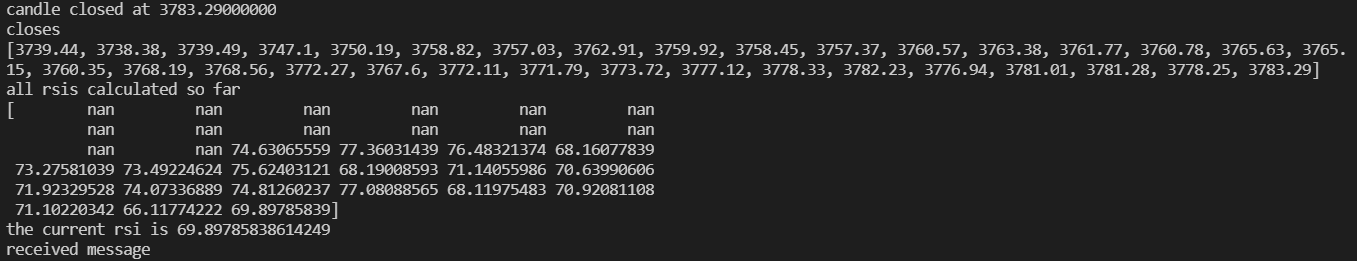 candle closed at 3783.29000000
closes
[3739.44, 3738.38, 3739.49, 3747.1, 3750.19, 3758.82, 3757.03, 3762.91, 3759.92, 3758.45, 3757.37, 3760.57, 3763.38, 3761.77, 3760.78, 3765.63, 3765.
15, 3760.35, 3768.19, 3768.56, 3772.27, 3767.6, 3772.11, 3771.79, 3773.72, 3777.12, 3778.33, 3782.23, 3776.94, 3781.01, 3781.28, 3778.25, 3783.29]
all rsis calculated so far
[        nan         nan         nan         nan         nan         nan
         nan         nan         nan         nan         nan         nan
         nan         nan 74.63065559 77.36031439 76.48321374 68.16077839
 73.27581039 73.49224624 75.62403121 68.19008593 71.14055986 70.63990606
 71.92329528 74.07336889 74.81260237 77.08088565 68.11975483 70.92081108
 71.10220342 66.11774222 69.89785839]
the current rsi is 69.89785838614249
received message